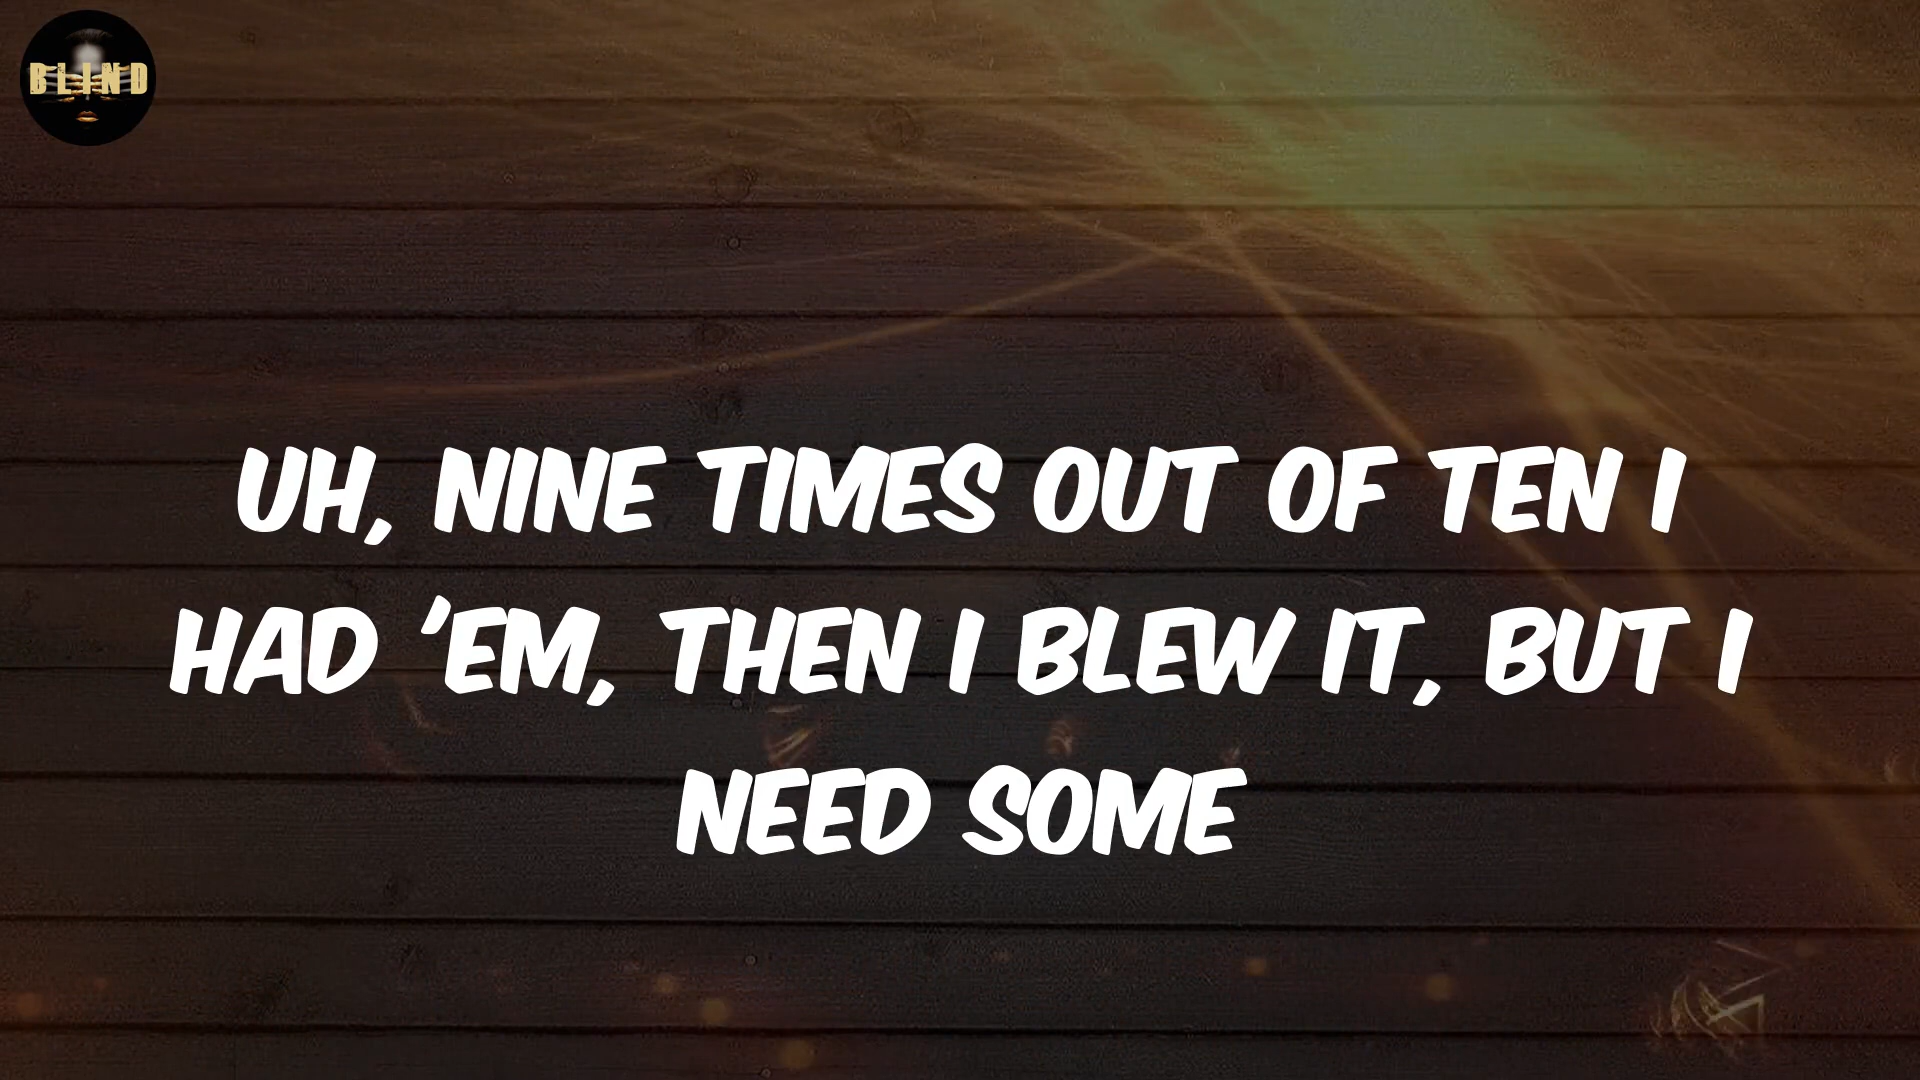 BLIND
UH, NINE TIMES OUT OF TEN I
HAD 'EM, THEN I BLEW IT, BUT I
NEED SOME